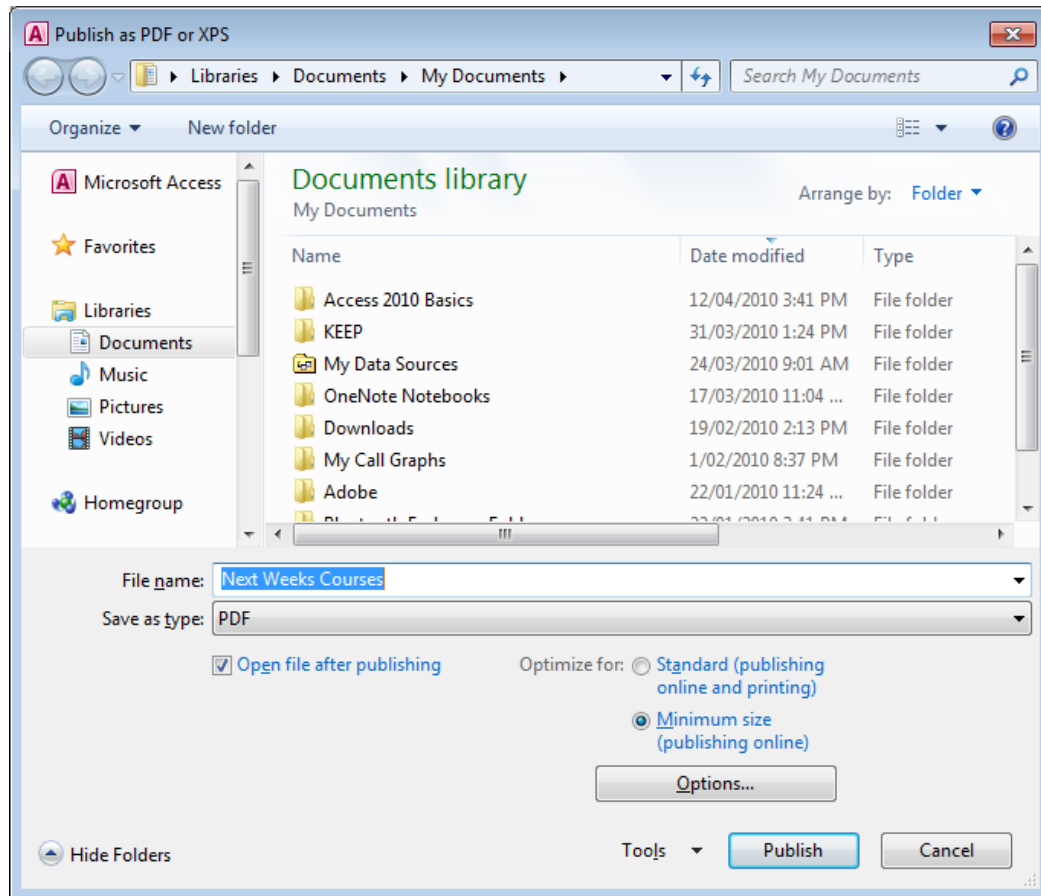 Publish as PDF or XPS
Libraries Documents My Documents Search My Documents
Organize New folder
Microsoft Access
Favorites
Libraries
Documents
Music
Pictures
Videos
Homegroup
Documents library
My Documents
Arrange by: Folder
Name Date modified Type
Access 2010 Basics 12/04/2010 3:41 PM File folder
KEEP 31/03/2010 1:24 PM File folder
My Data Sources 24/03/2010 9:01 AM File folder
OneNote Notebooks 17/03/2010 11:04 ... File folder
Downloads 19/02/2010 2:13 PM File folder
My Call Graphs 1/02/2010 8:37 PM File folder
Adobe 22/01/2010 11:24 ... File folder
File name: Next Weeks Courses
Save as type: PDF
Open file after publishing
Optimize for: Standard (publishing
online and printing)
Minimum size
(publishing online)
Options...
Hide Folders Tools Publish Cancel